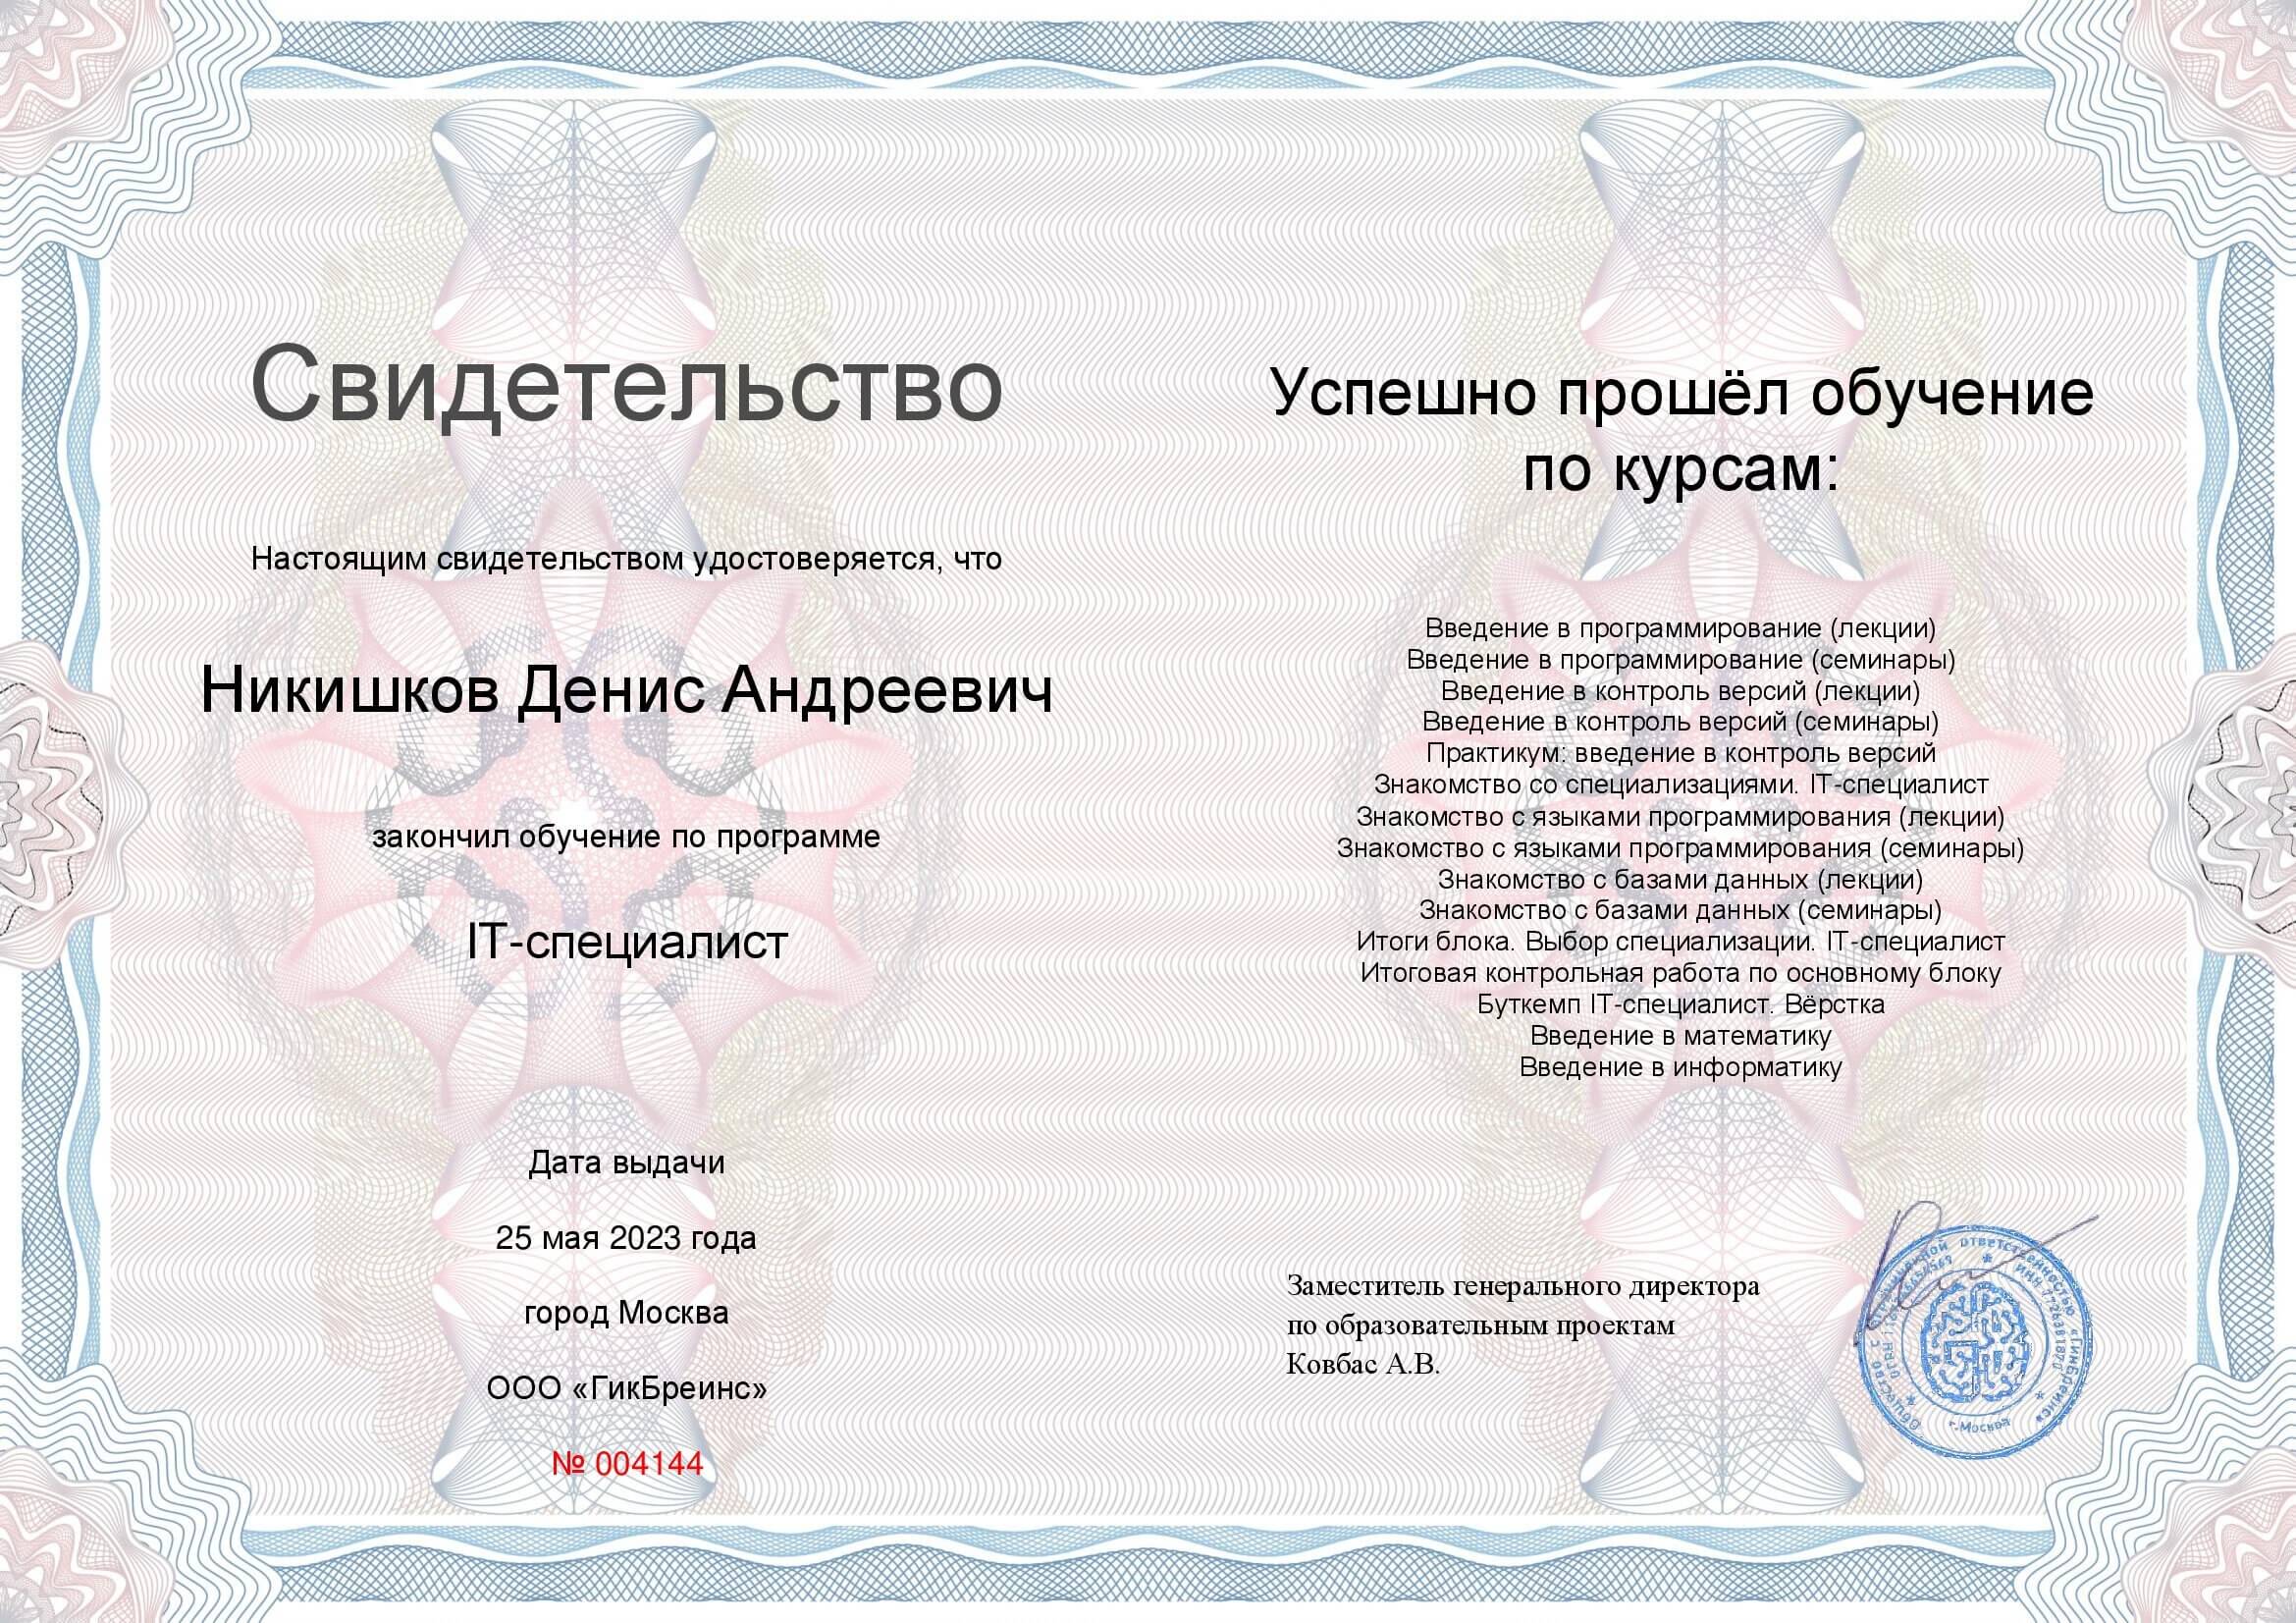 Свидетельство
Настоящим свидетельством удостоверяется, что
Никишков Денис Андреевич
закончил обучение по программе
IT-специалист
Дата выдачи
25 мая 2023 года
город Москва
ООО «ГикБреинс»
№ 004144
Успешно прошёл обучение
по курсам:
Введение в программирование (лекции)
Введение в программирование (семинары)
Введение в контроль версий (лекции)
Введение в контроль версий (семинары)
Практикум: введение в контроль версий
Знакомство со специализациями. IT-специалист
Знакомство с языками программирования (лекции)
Знакомство с языками программирования (семинары)
Знакомство с базами данных (лекции)
Знакомство с базами данных (семинары)
Итоги блока. Выбор специализации. IT-специалист
Итоговая контрольная работа по основному блоку
Буткемп IT-специалист. Вёрстка
Введение в математику
Введение в информатику
Заместитель генерального директора
по образовательным проектам
Ковбас А.В.
Общество с ограниченной ответственностью «ГикБреинс»
ИНН 7726381870
г.Москва